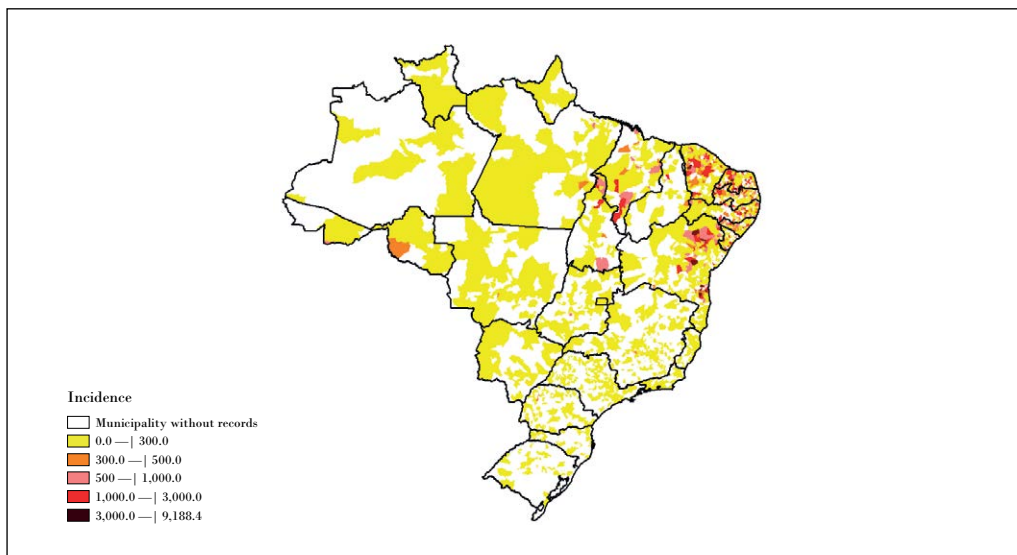 Incidence
Municipality without records
0.0 —| 300.0
300.0 —| 500.0
500 —| 1,000.0
1,000.0 —| 3,000.0
3,000.0 —| 9,188.4